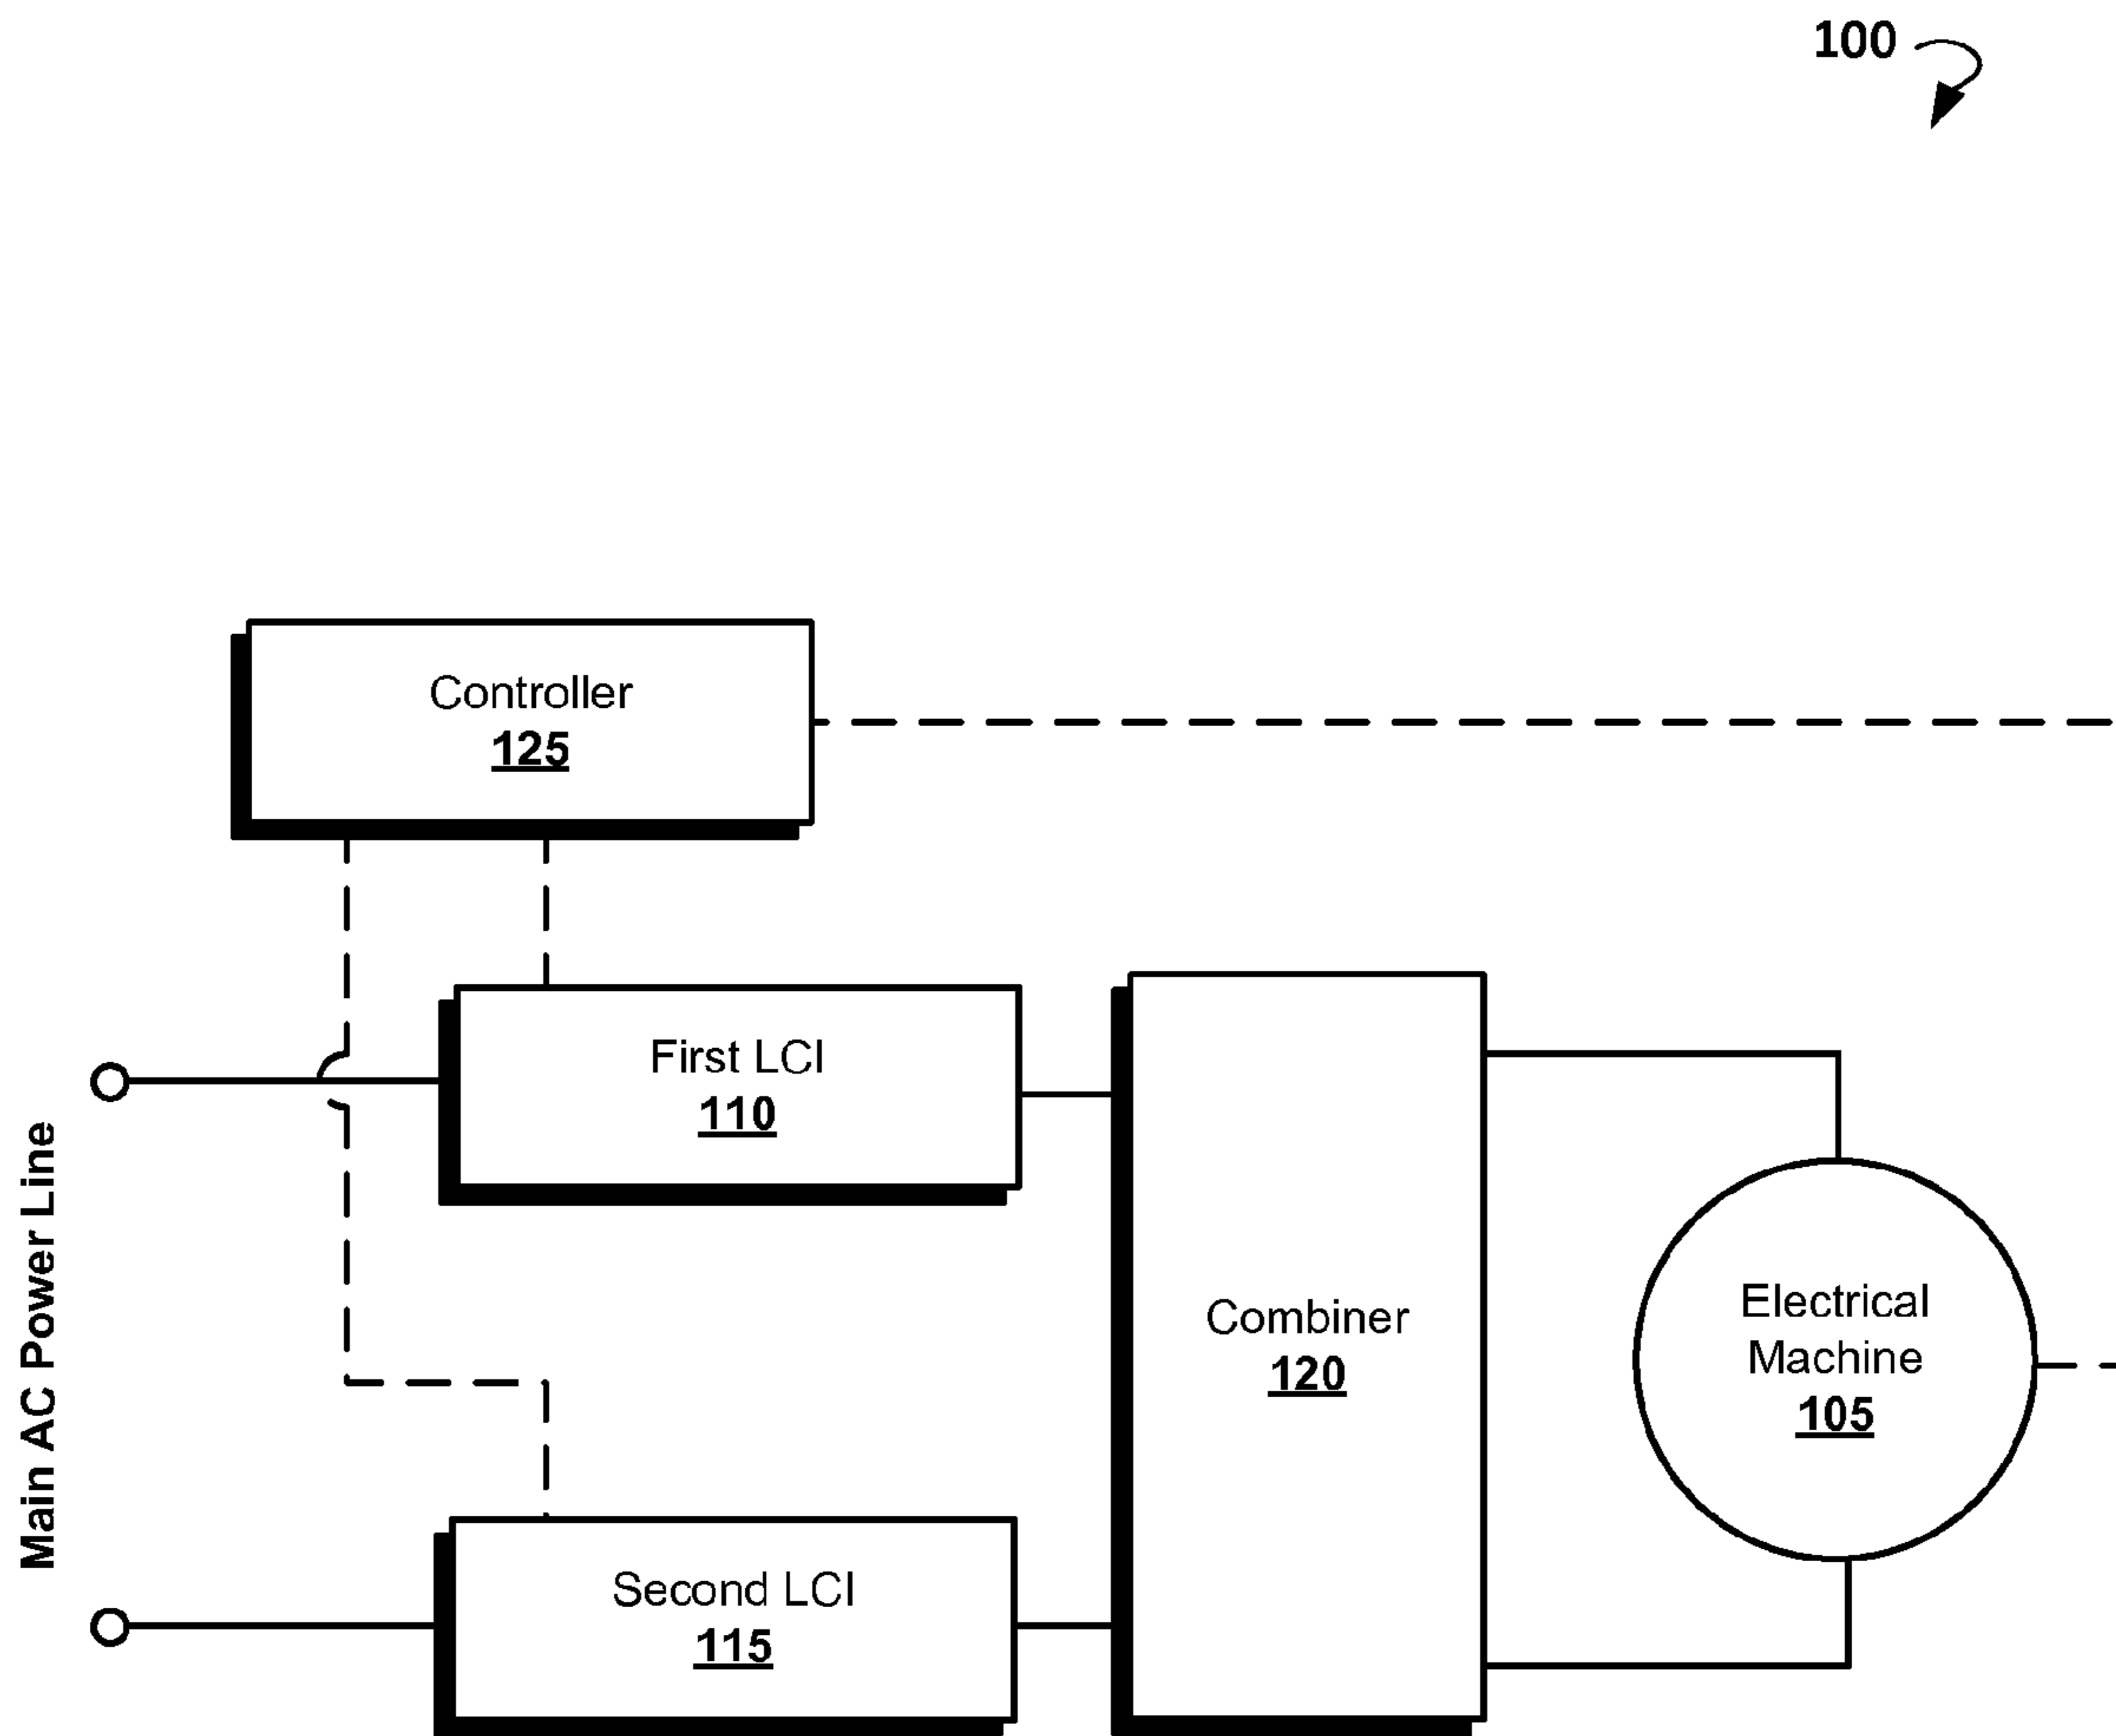 100
Controller
125
First LCI
110
Main AC Power Line
Combiner
120
Electrical
Machine
105
Second LCI
115